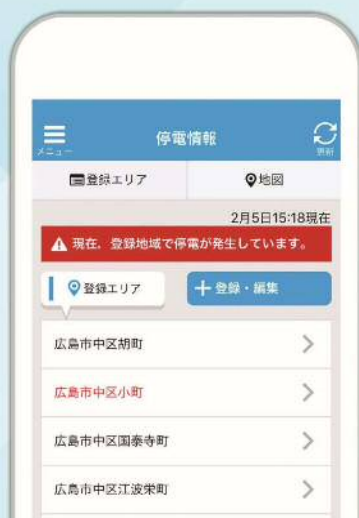 停電情報
メニュー
更新
登録エリア
地図
2月5日15:18現在
現在、登録地域で停電が発生しています。
登録エリア
＋登録・編集
広島市中区胡町
広島市中区小町
広島市中区国泰寺町
広島市中区江波栄町